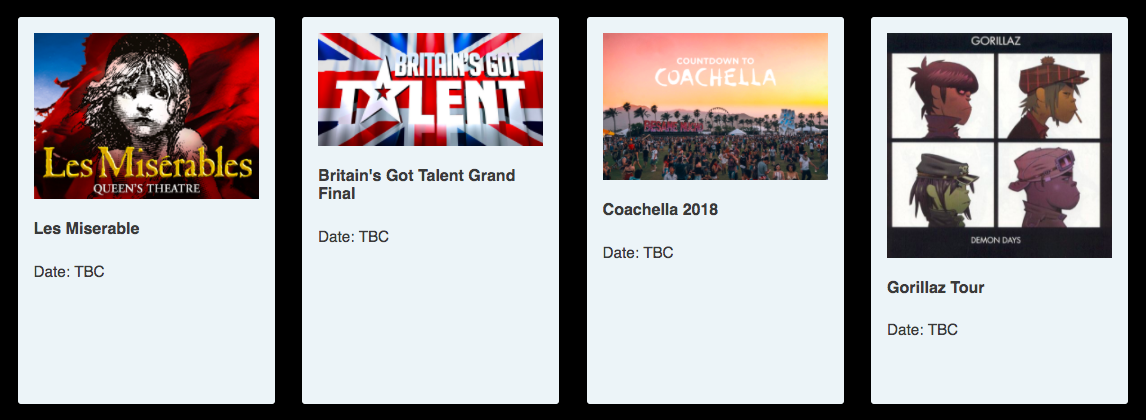 Les Misérables
QUEEN'S THEATRE
Les Miserable
Date: TBC
BRITAIN'S GOT
TALENT
Britain's Got Talent Grand
Final
Date: TBC
COUNTDOWN TO
COACHELLA
Coachella 2018
Date: TBC
GORILLAZ
DEMON DAYS
Gorillaz Tour
Date: TBC